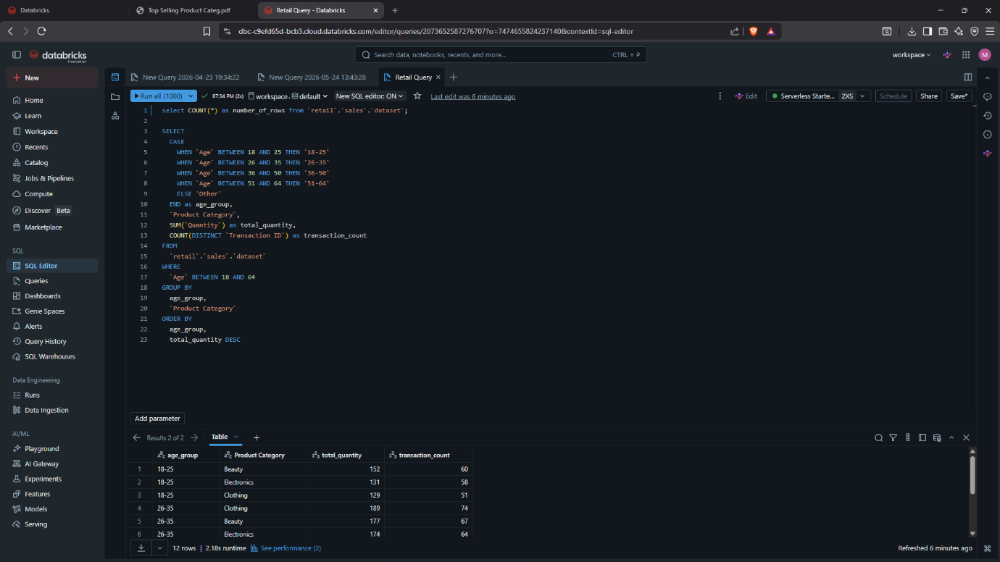 Databricks
Top Selling Product Categ.pdf
Retail Query - Databricks
dbc-c9efd65d-bcb3.cloud.databricks.com/editor/queries/2073652587276707?o=7474655824237140&contextId=sql-editor
databricks
Free Edition
Search data, notebooks, recents, and more...
CTRL + P
workspace
M
New
Home
Learn
Workspace
Recents
Catalog
Jobs & Pipelines
Compute
Discover Beta
Marketplace
SQL
SQL Editor
Queries
Dashboards
Genie Spaces
Alerts
Query History
SQL Warehouses
Data Engineering
Runs
Data Ingestion
AI/ML
Playground
AI Gateway
Experiments
Features
Models
Serving
New Query 2026-04-23 19:34:22
New Query 2026-05-24 13:43:28
Retail Query
Run all (1000)
07:34 PM (2s)
workspace. default
New SQL editor: ON
Last edit was 6 minutes ago
Edit
Serverless Starte... 2XS
Schedule
Share
Save*
1 select COUNT(*) as number_of_rows from `retail`.`sales`.`dataset`;
2
3 SELECT
4 CASE
5 WHEN `Age` BETWEEN 18 AND 25 THEN '18-25'
6 WHEN `Age` BETWEEN 26 AND 35 THEN '26-35'
7 WHEN `Age` BETWEEN 36 AND 50 THEN '36-50'
8 WHEN `Age` BETWEEN 51 AND 64 THEN '51-64'
9 ELSE 'Other'
10 END as age_group,
11 `Product Category`,
12 SUM(`Quantity`) as total_quantity,
13 COUNT(DISTINCT `Transaction ID`) as transaction_count
14 FROM
15 `retail`.`sales`.`dataset`
16 WHERE
17 `Age` BETWEEN 18 AND 64
18 GROUP BY
19 age_group,
20 `Product Category`
21 ORDER BY
22 age_group,
23 total_quantity DESC
Add parameter
Results 2 of 2
Table
age_group Product Category total_quantity transaction_count
1 18-25 Beauty 152 60
2 18-25 Electronics 131 58
3 18-25 Clothing 129 51
4 26-35 Clothing 189 74
5 26-35 Beauty 177 67
6 26-35 Electronics 174 64
12 rows | 2.18s runtime
See performance (2)
Refreshed 6 minutes ago